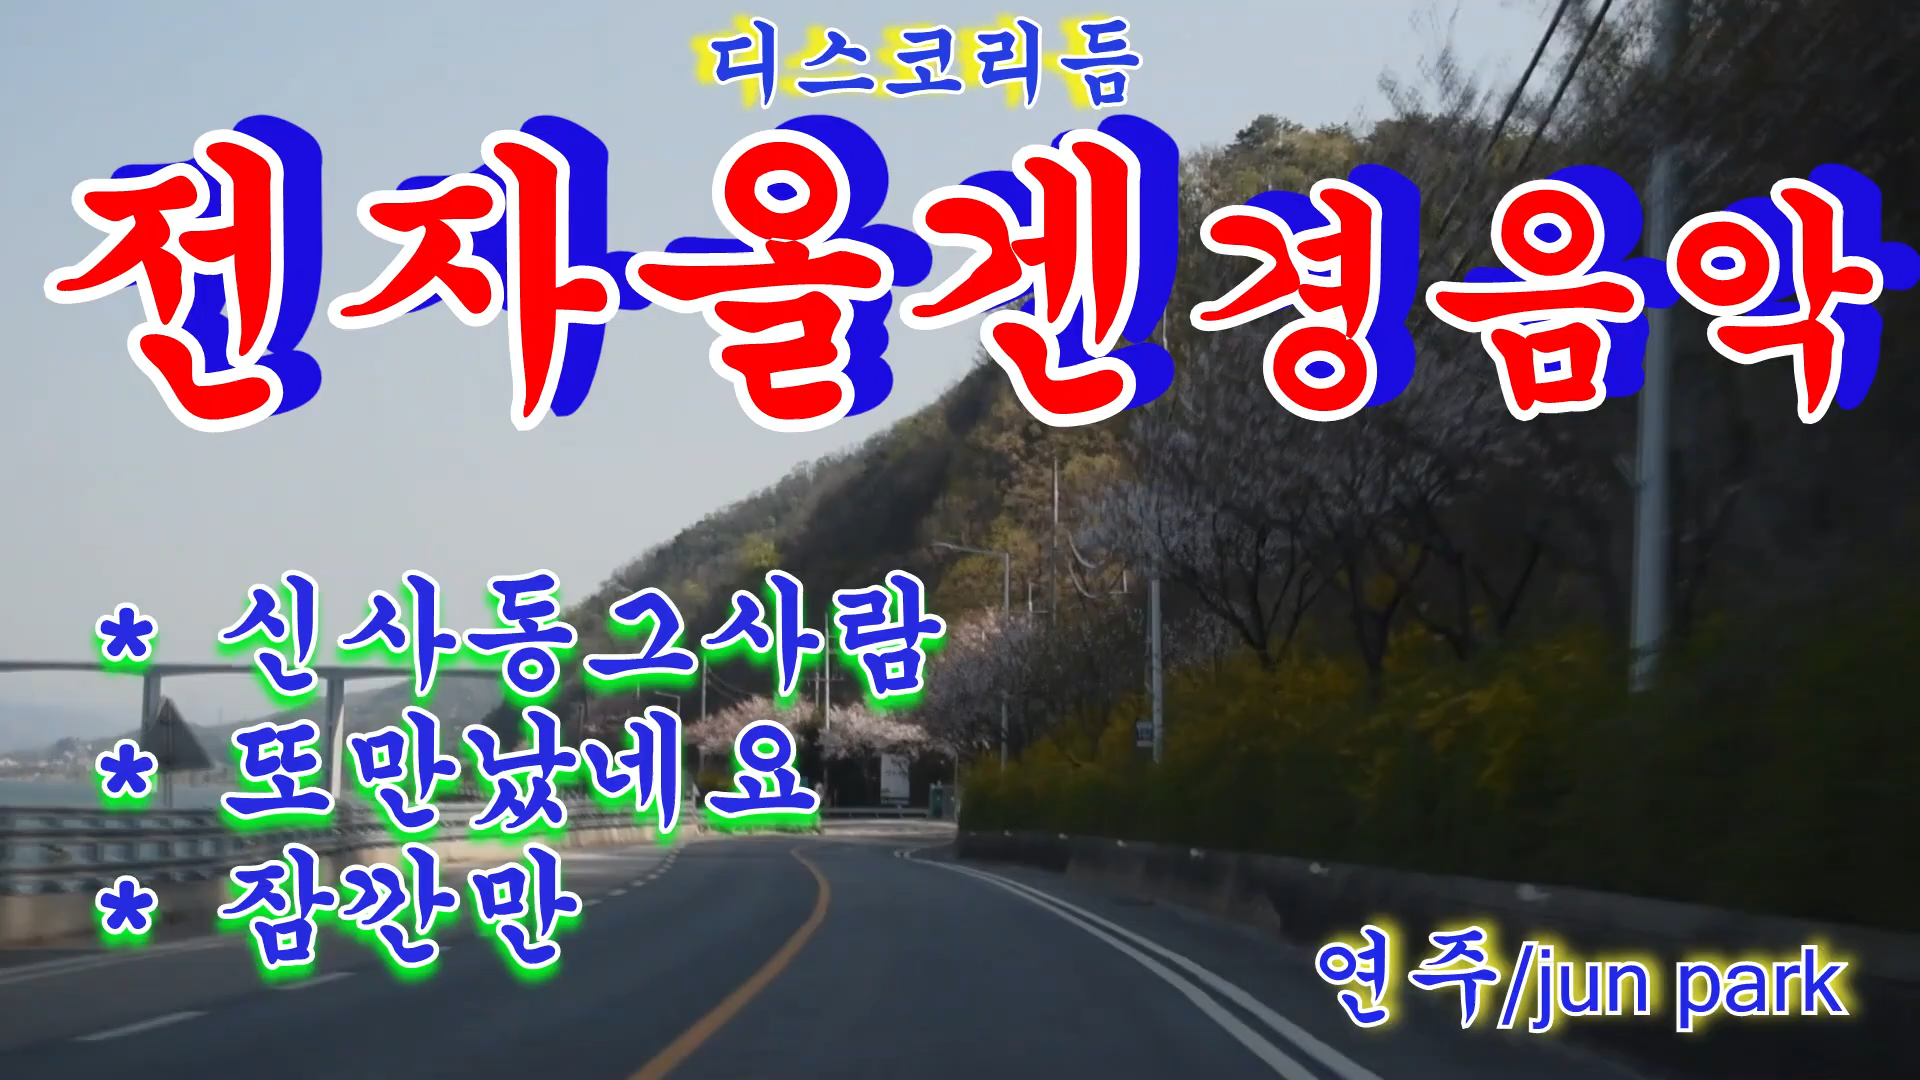 디스코리듬
전자올겐경음악
* 신사동그사람
* 또만났네요
* 잠깐만
연주/jun park